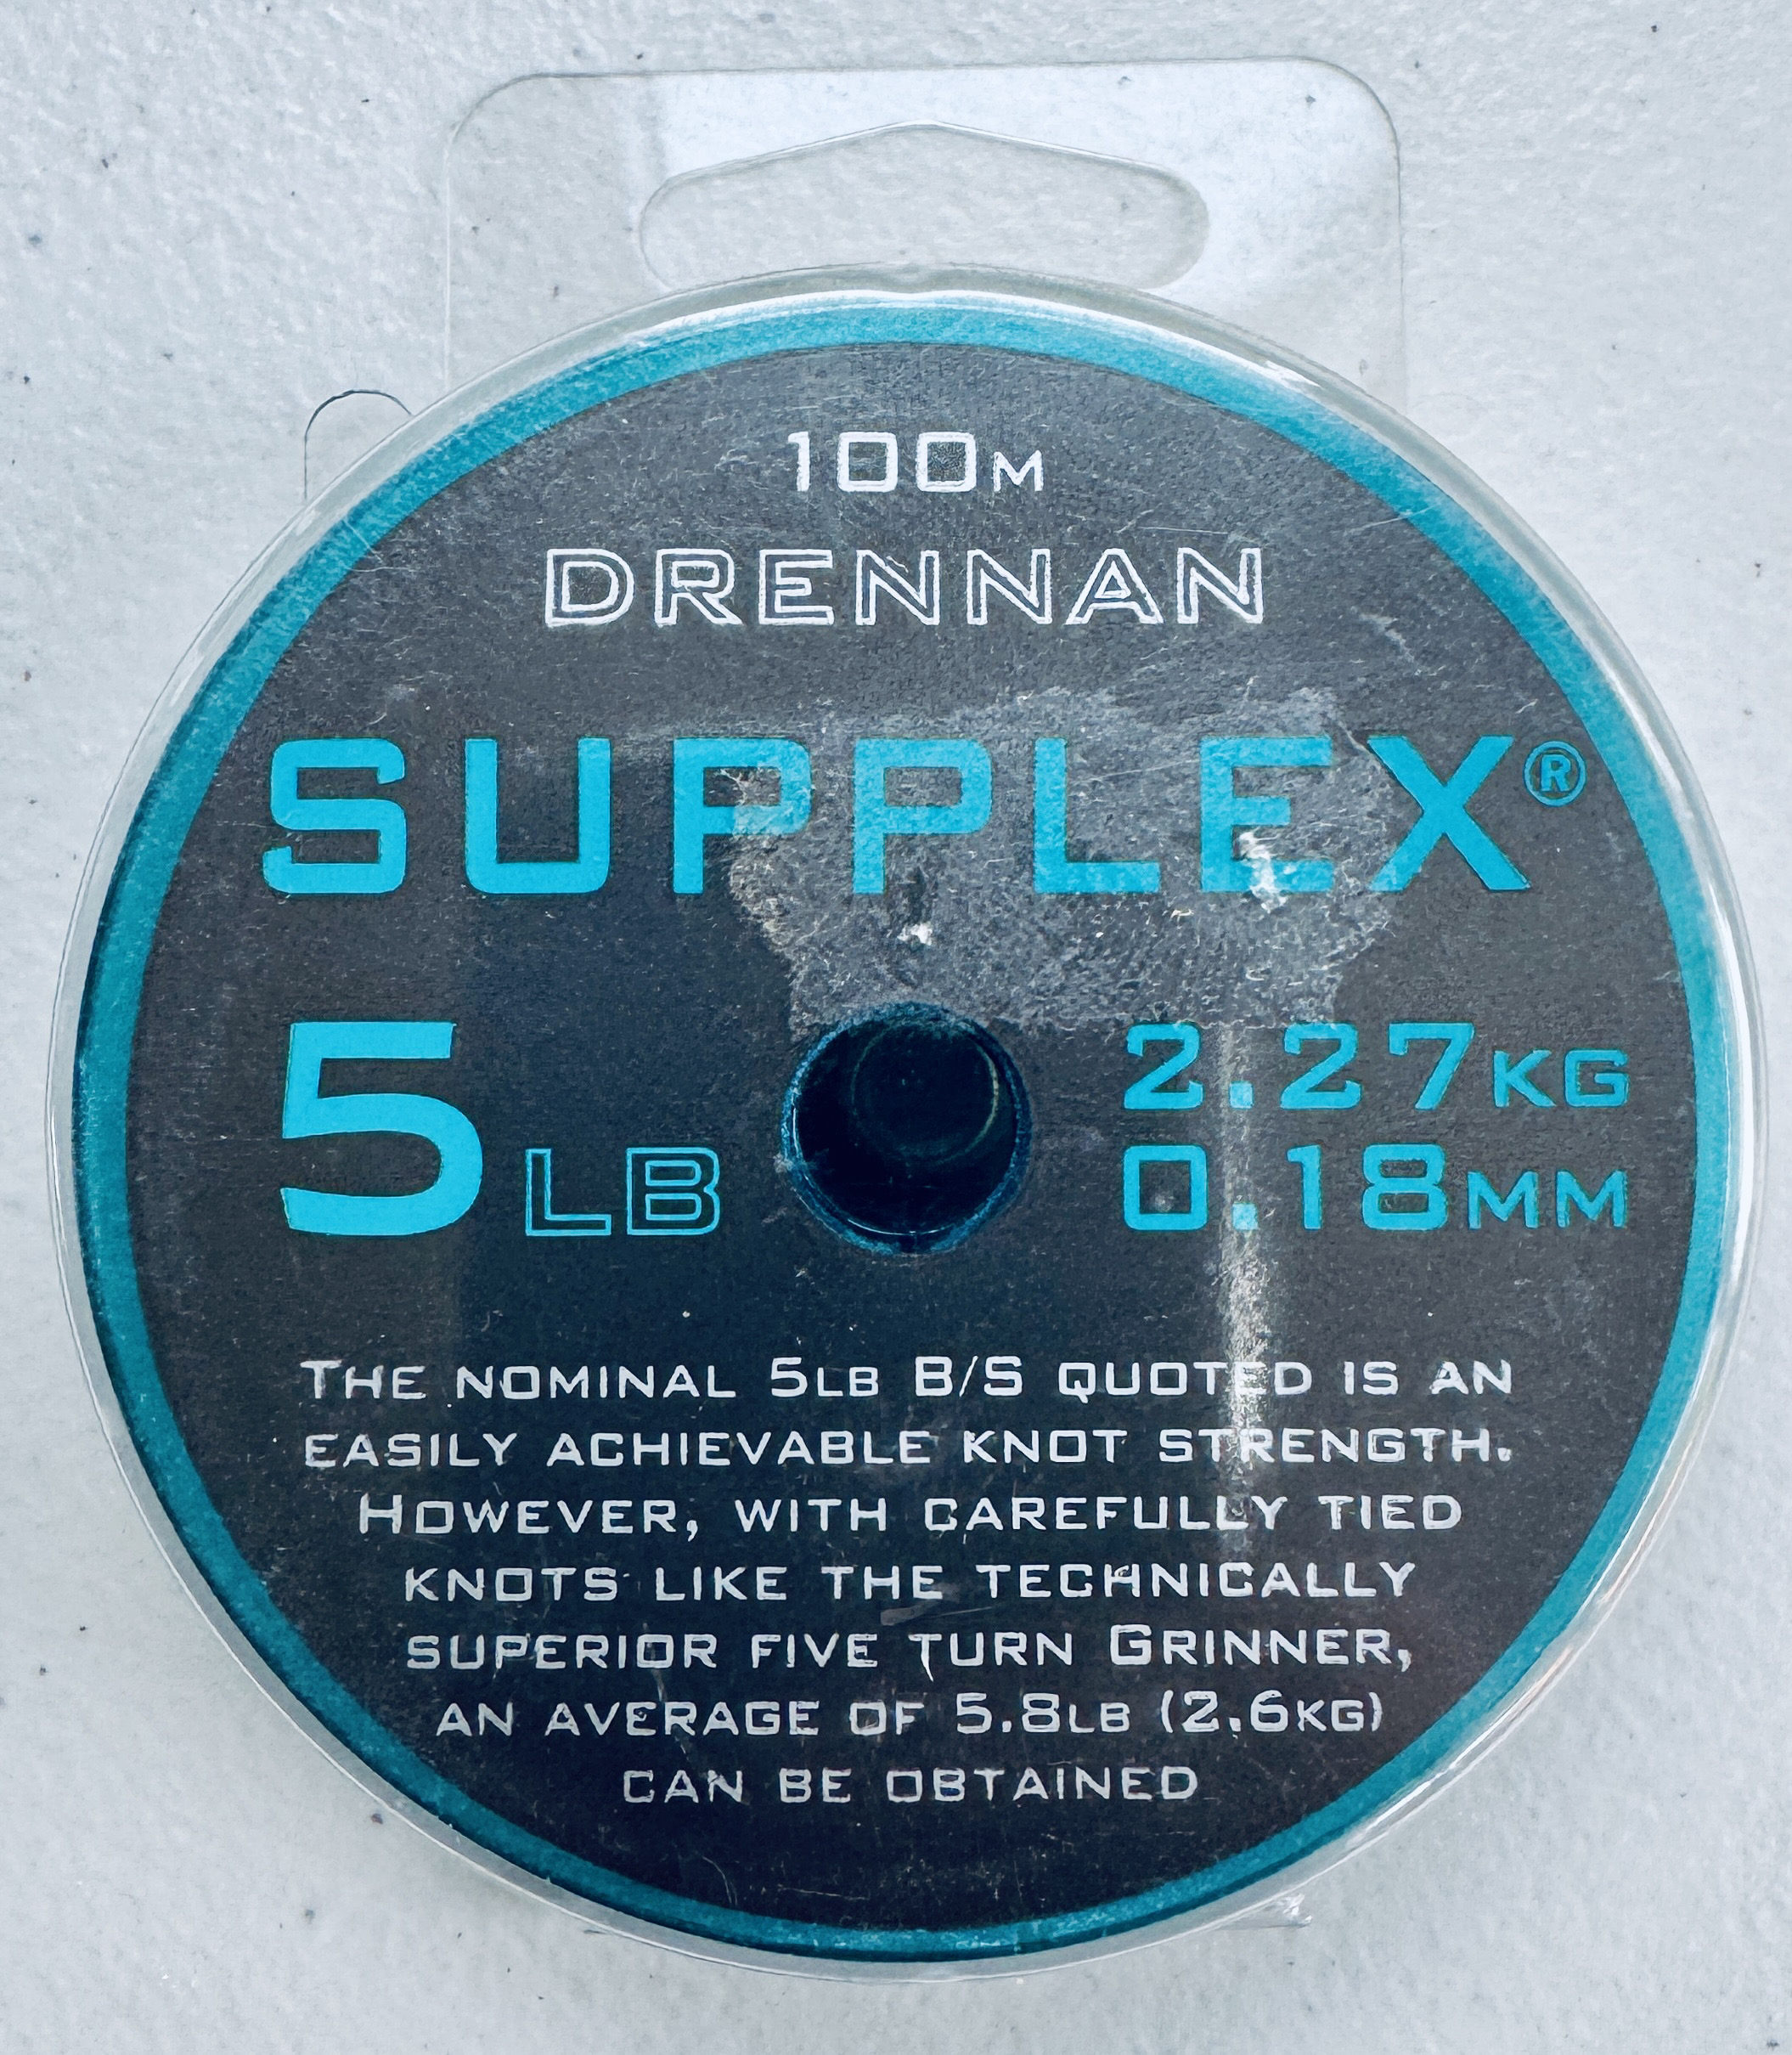 100M
DRENNAN
SUPPLEX®
5LB
2.27KG
0.18MM
THE NOMINAL 5LB B/S QUOTED IS AN
EASILY ACHIEVABLE KNOT STRENGTH.
HOWEVER, WITH CAREFULLY TIED
KNOTS LIKE THE TECHNICALLY
SUPERIOR FIVE TURN GRINNER,
AN AVERAGE OF 5.8LB (2.6KG)
CAN BE OBTAINED